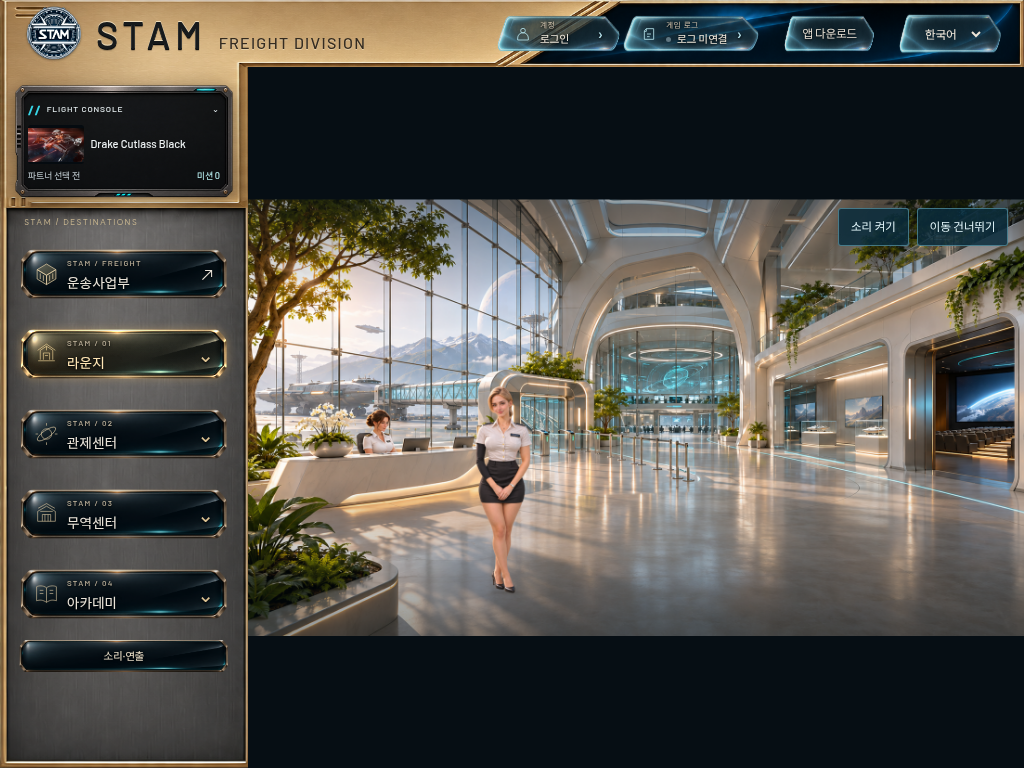 STAM
STAM FREIGHT DIVISION
계정
로그인
게임 로그
로그 미연결
앱 다운로드
한국어
FLIGHT CONSOLE
Drake Cutlass Black
파트너 선택 전
미션 0
STAM / DESTINATIONS
소리 켜기
이동 건너뛰기
STAM / FREIGHT
운송사업부
STAM / 01
라운지
STAM / 02
관제센터
STAM / 03
무역센터
STAM / 04
아카데미
소리·연출